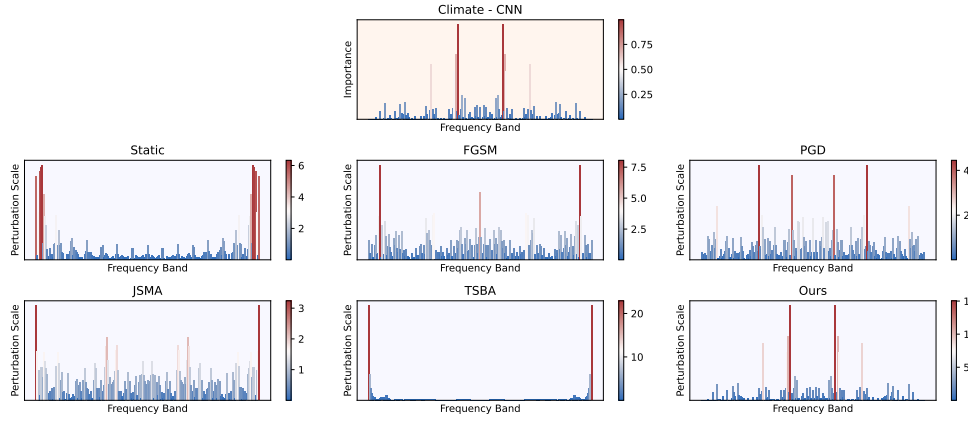 Climate - CNN
Importance
0.75
0.50
0.25
Frequency Band
Static
Perturbation Scale
6
4
2
Frequency Band
FGSM
Perturbation Scale
7.5
5.0
2.5
Frequency Band
PGD
Perturbation Scale
4
2
Frequency Band
JSMA
Perturbation Scale
3
2
1
Frequency Band
TSBA
Perturbation Scale
20
10
Frequency Band
Ours
Perturbation Scale
Frequency Band